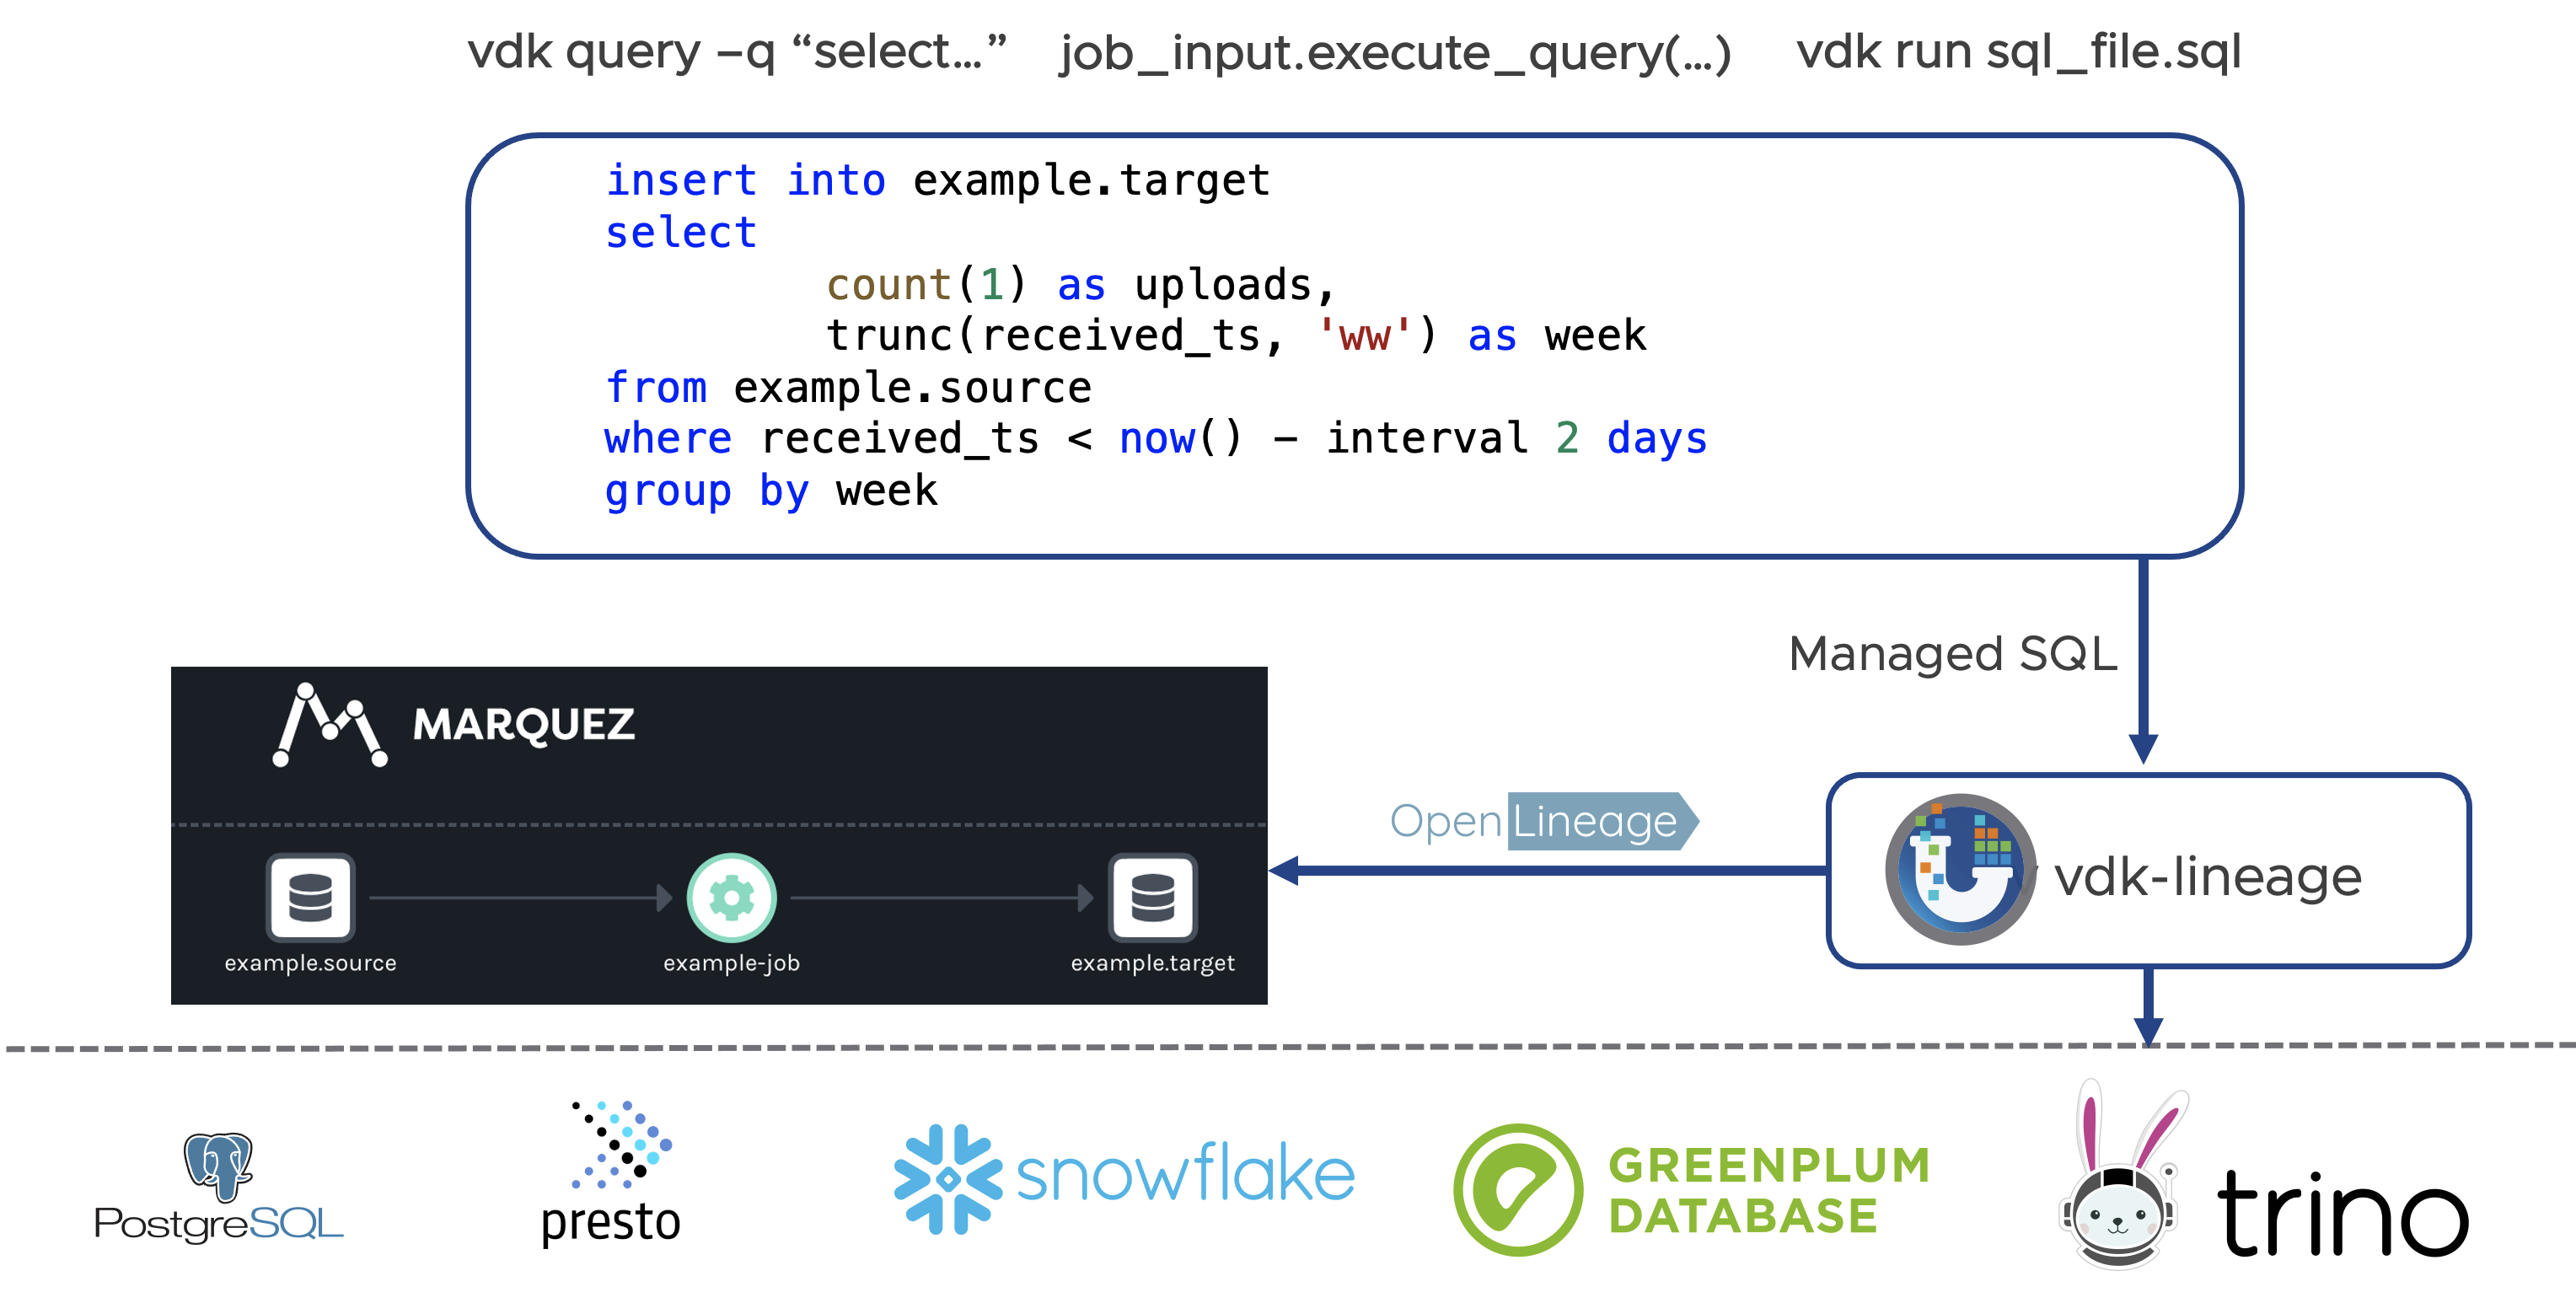 vdk query –q “select…” job_input.execute_query(…) vdk run sql_file.sql
insert into example.target
select
count(1) as uploads,
trunc(received_ts, 'ww') as week
from example.source
where received_ts < now() – interval 2 days
group by week
Managed SQL
MARQUEZ
OpenLineage
vdk-lineage
example.source example-job example.target
PostgreSQL
presto
snowflake
GREENPLUM
DATABASE
trino